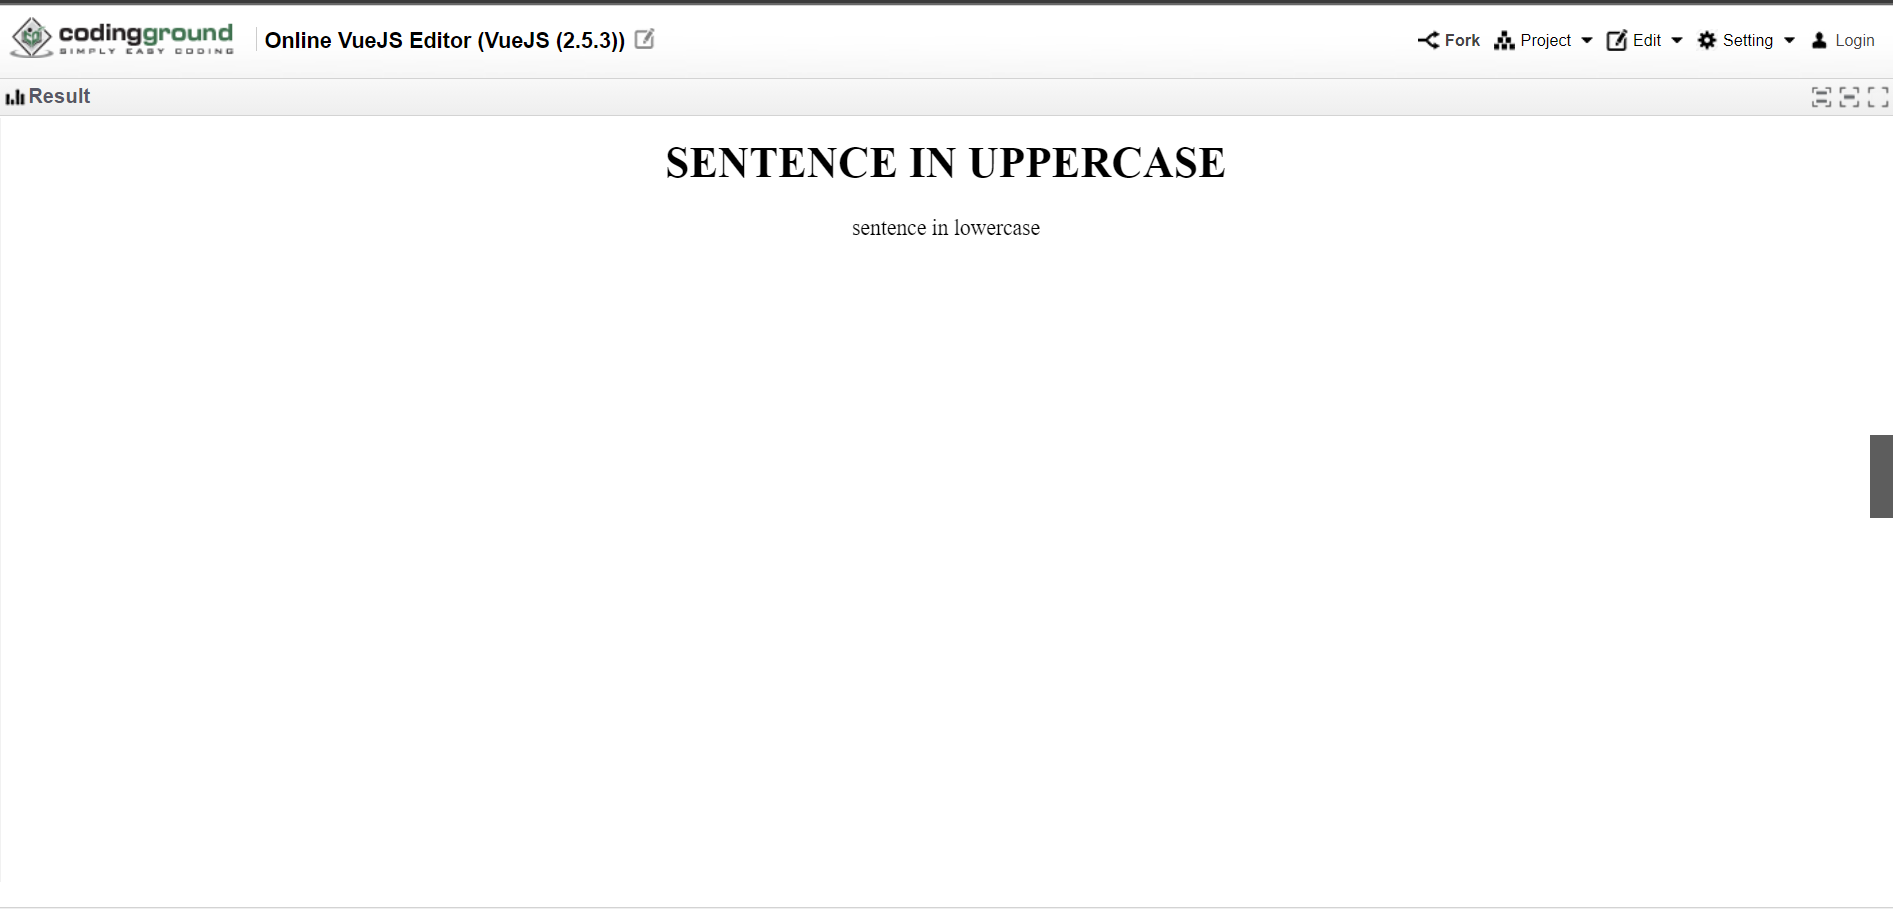 codingground
SIMPLY EASY CODING
Online VueJS Editor (VueJS (2.5.3))
Fork
Project
Edit
Setting
Login
Result
SENTENCE IN UPPERCASE
sentence in lowercase